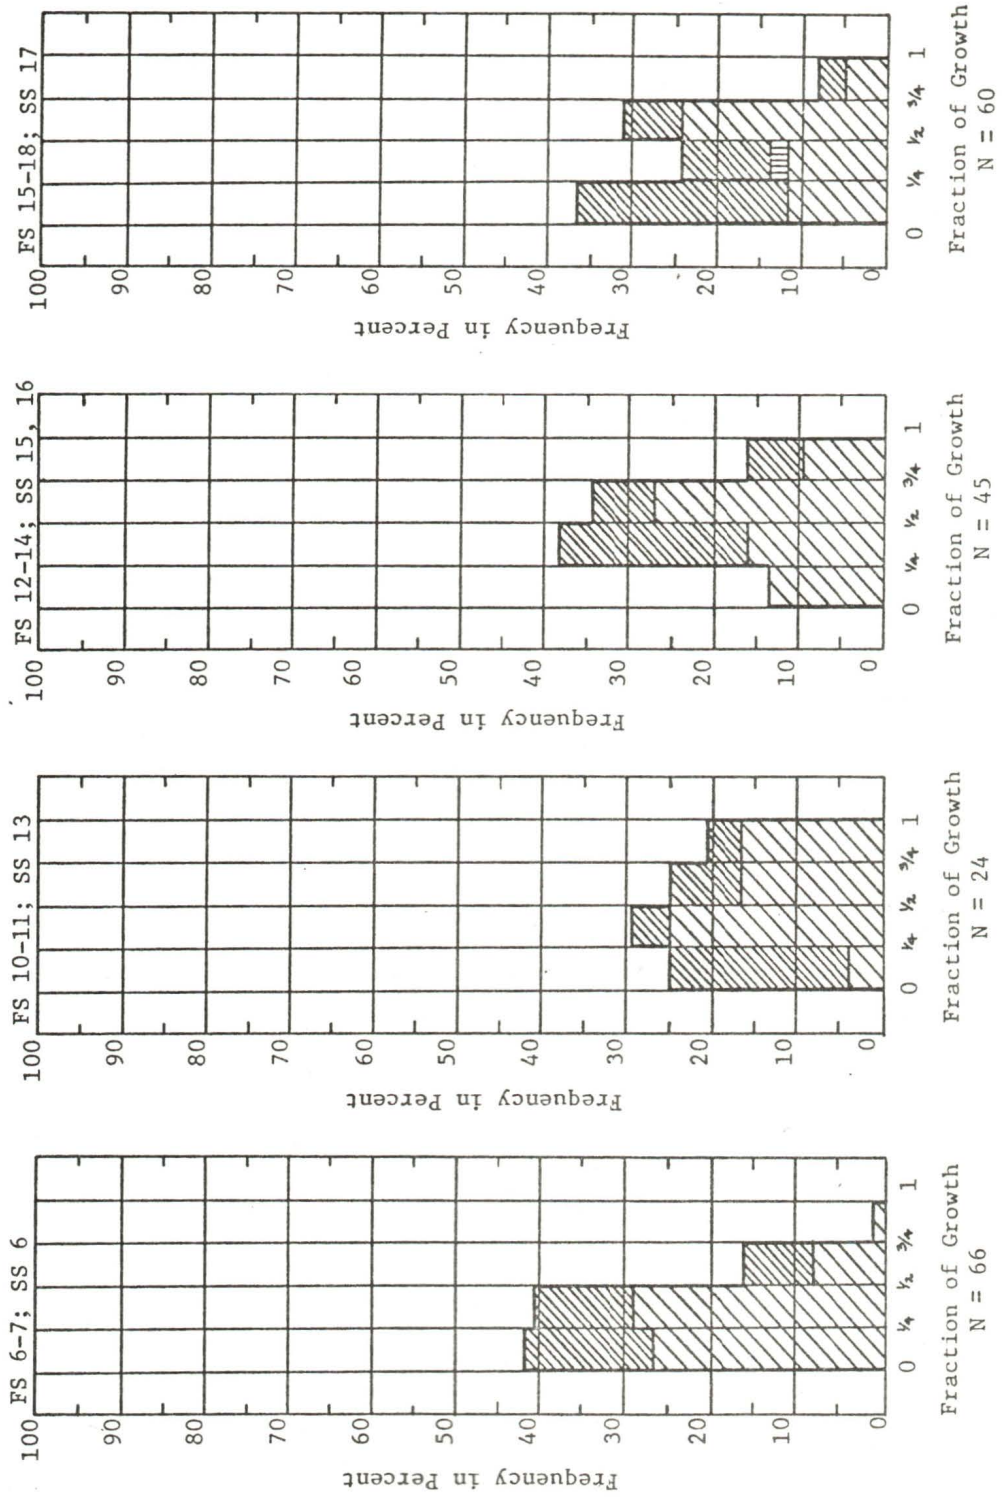 FS 6-7; SS 6
100
90
80
70
60
50
40
30
20
10
0
Frequency in Percent
0 ¼ ½ ¾ 1
Fraction of Growth
N = 66
FS 10-11; SS 13
100
90
80
70
60
50
40
30
20
10
0
Frequency in Percent
0 ¼ ½ ¾ 1
Fraction of Growth
N = 24
FS 12-14; SS 15, 16
100
90
80
70
60
50
40
30
20
10
0
Frequency in Percent
0 ¼ ½ ¾ 1
Fraction of Growth
N = 45
FS 15-18; SS 17
100
90
80
70
60
50
40
30
20
10
0
Frequency in Percent
0 ¼ ½ ¾ 1
Fraction of Growth
N = 60